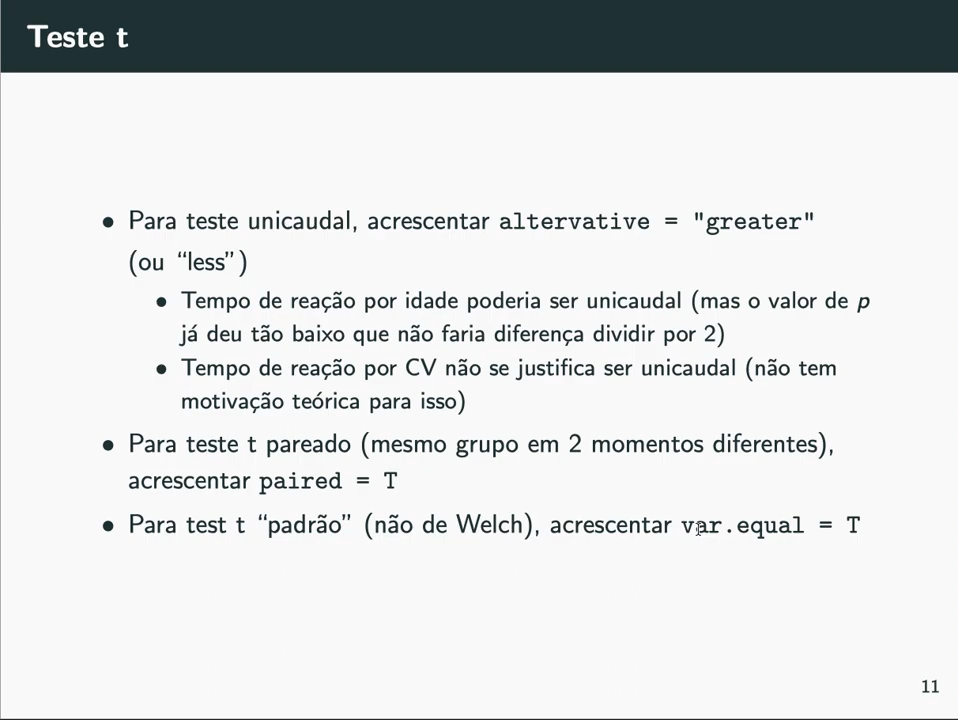 Teste t
• Para teste unicaudal, acrescentar altervative = "greater"
(ou “less”)
• Tempo de reação por idade poderia ser unicaudal (mas o valor de p
já deu tão baixo que não faria diferença dividir por 2)
• Tempo de reação por CV não se justifica ser unicaudal (não tem
motivação teórica para isso)
• Para teste t pareado (mesmo grupo em 2 momentos diferentes),
acrescentar paired = T
• Para test t “padrão” (não de Welch), acrescentar var.equal = T
11